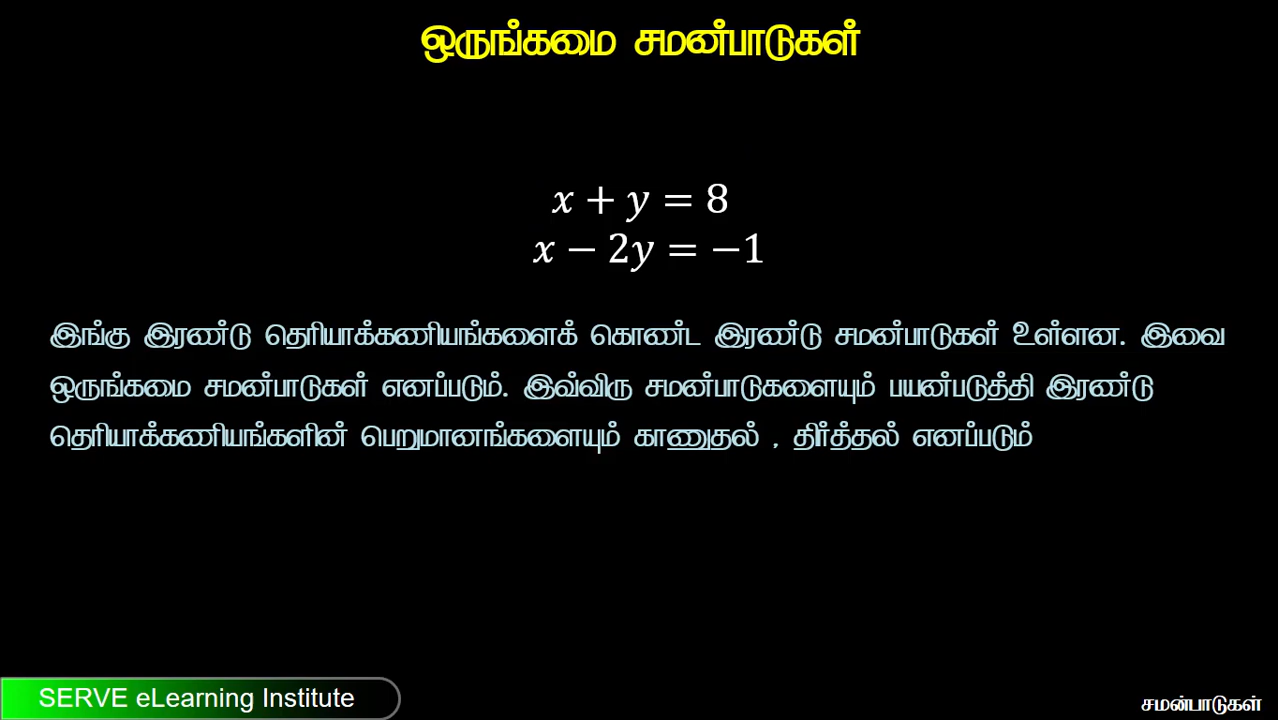 ஒருங்கமை சமன்பாடுகள்
x + y = 8
x − 2y = −1
இங்கு இரண்டு தெரியாக்கணியங்களைக் கொண்ட இரண்டு சமன்பாடுகள் உள்ளன. இவை
ஒருங்கமை சமன்பாடுகள் எனப்படும். இவ்விரு சமன்பாடுகளையும் பயன்படுத்தி இரண்டு
தெரியாக்கணியங்களின் பெறுமானங்களையும் காணுதல் , தீர்த்தல் எனப்படும்
SERVE eLearning Institute
சமன்பாடுகள்